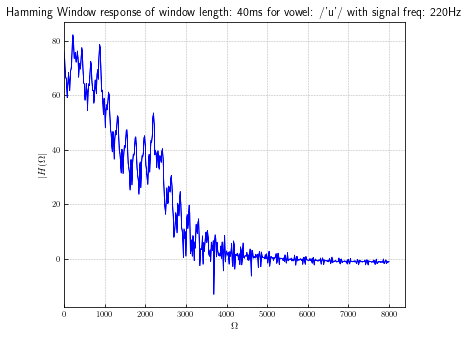 Hamming Window response of window length: 40ms for vowel: /'u'/ with signal freq: 220Hz
80
60
40
20
0
|H(Ω|
0 1000 2000 3000 4000 5000 6000 7000 8000
Ω